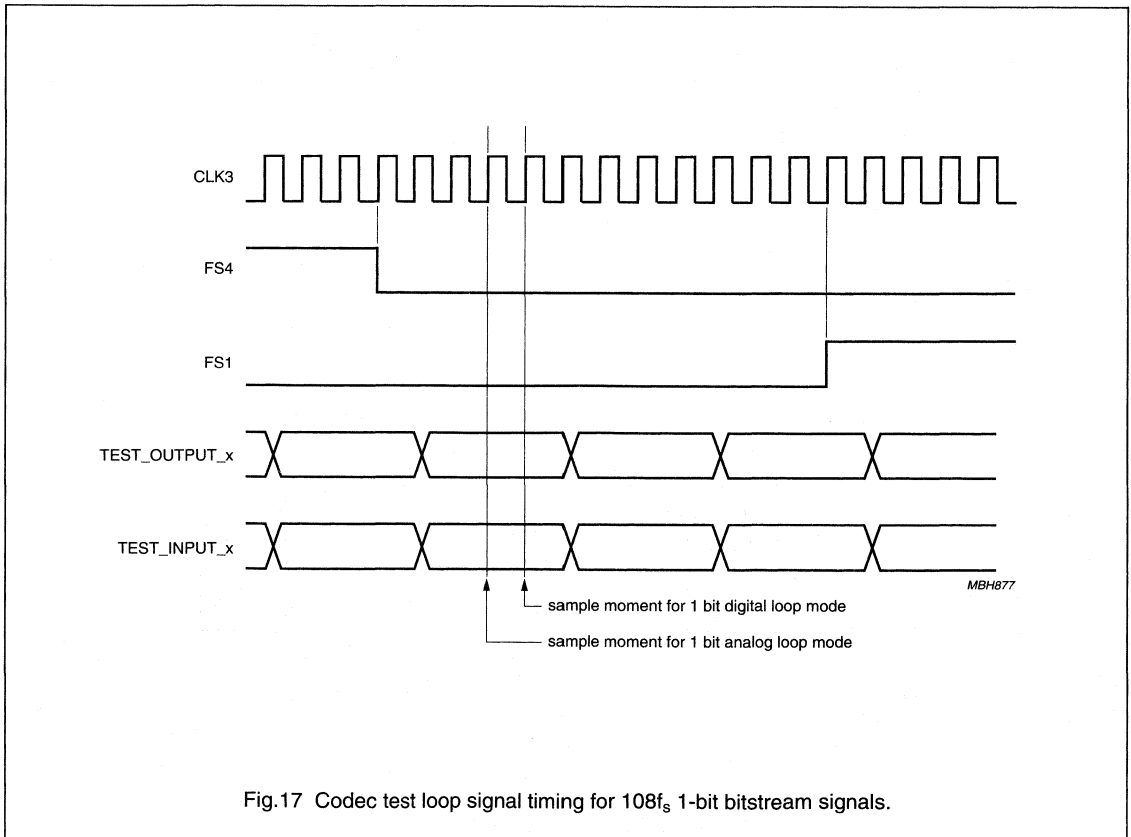 CLK3
FS4
FS1
TEST_OUTPUT_x
TEST_INPUT_x
MBH877
sample moment for 1 bit digital loop mode
sample moment for 1 bit analog loop mode
Fig.17 Codec test loop signal timing for 108fs 1-bit bitstream signals.